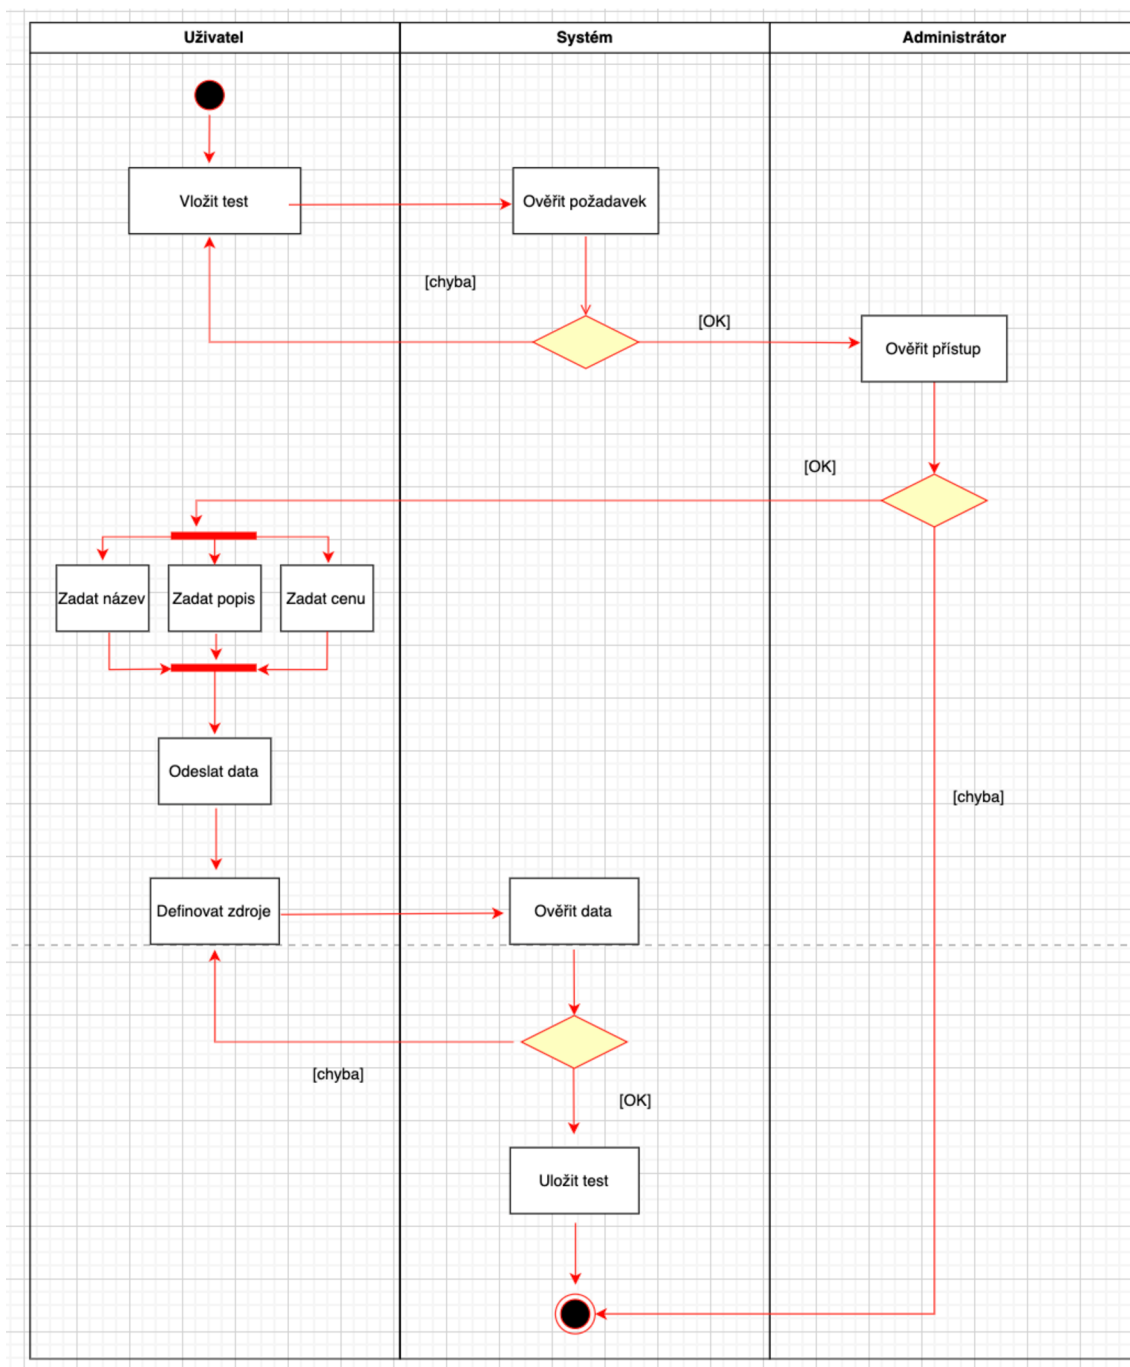 Uživatel
Systém
Administrátor
Vložit test
Ověřit požadavek
[chyba]
[OK]
Ověřit přístup
[OK]
Zadat název
Zadat popis
Zadat cenu
Odeslat data
[chyba]
Definovat zdroje
Ověřit data
[chyba]
[OK]
Uložit test